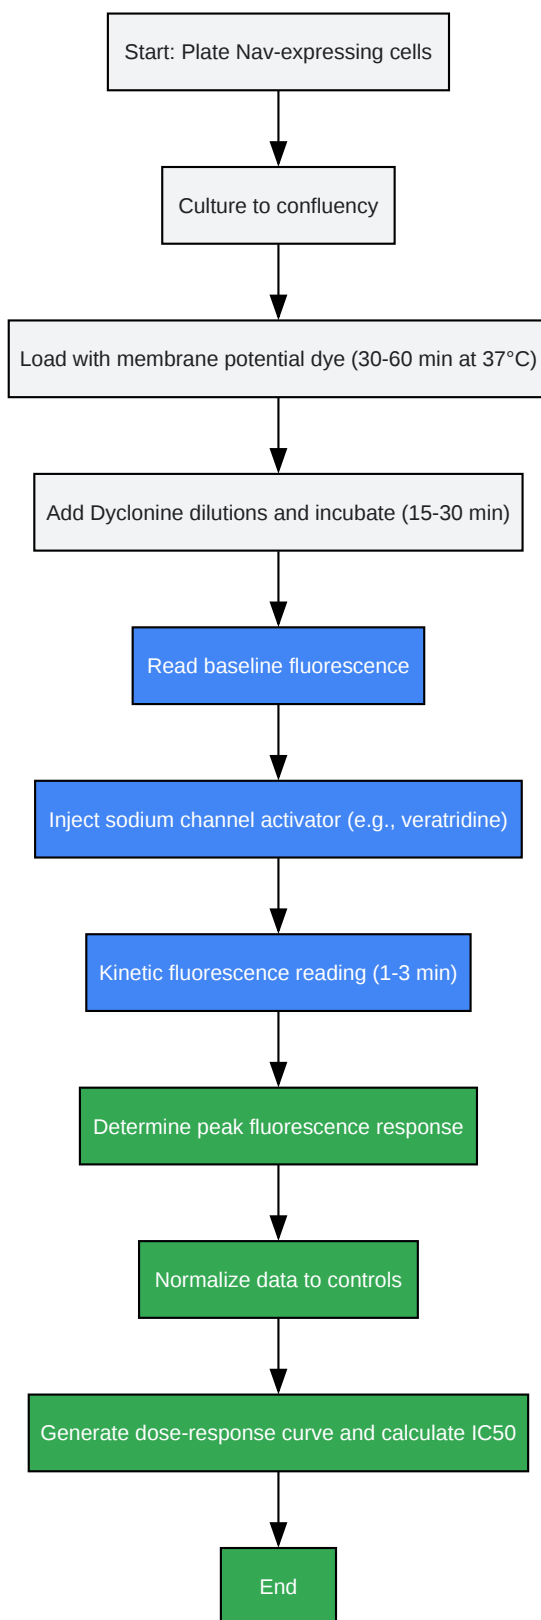 Start: Plate Nav-expressing cells
Culture to confluency
Load with membrane potential dye (30-60 min at 37°C)
Add Dyclonine dilutions and incubate (15-30 min)
Read baseline fluorescence
Inject sodium channel activator (e.g., veratridine)
Kinetic fluorescence reading (1-3 min)
Determine peak fluorescence response
Normalize data to controls
Generate dose-response curve and calculate IC50
End